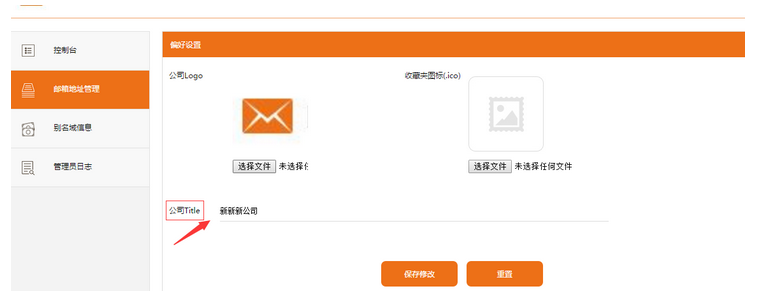 控制台
邮箱地址管理
别名域信息
管理员日志
偏好设置
公司Logo
收藏夹图标(.ico)
选择文件 未选择任
选择文件 未选择任何文件
公司Title
新新新公司
保存修改
重置